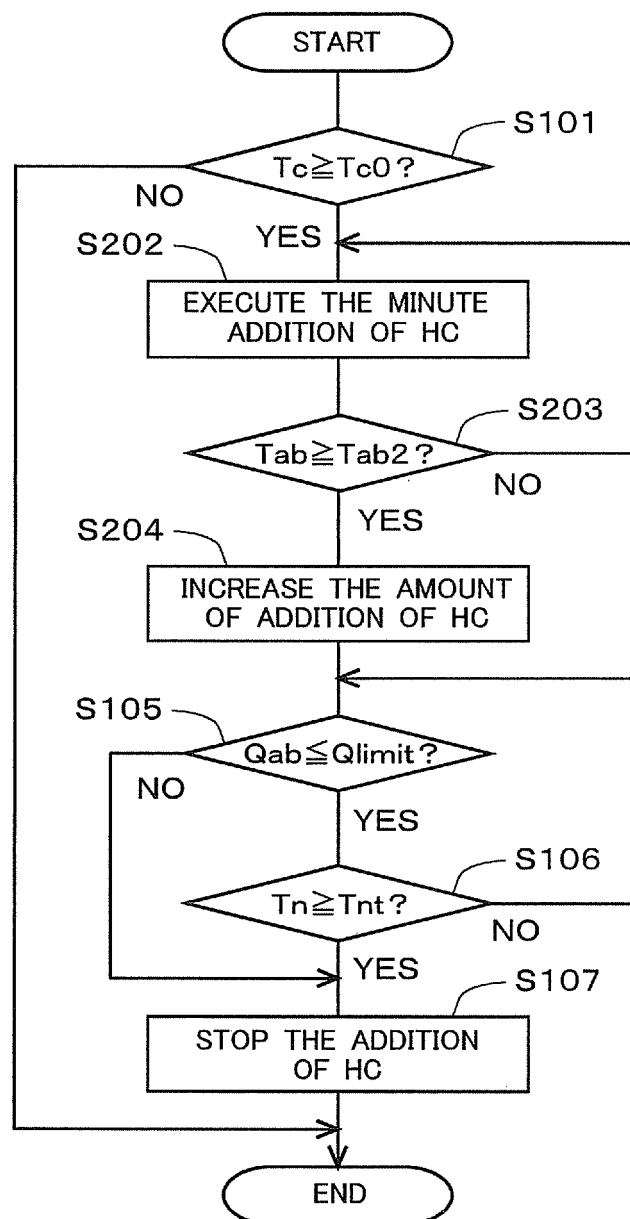 START
S101
Tc≧Tc0?
NO
YES
S202
EXECUTE THE MINUTE
ADDITION OF HC
S203
Tab≧Tab2?
NO
YES
S204
INCREASE THE AMOUNT
OF ADDITION OF HC
S105
Qab≦Qlimit?
NO
YES
S106
Tn≧Tnt?
NO
YES
S107
STOP THE ADDITION
OF HC
END